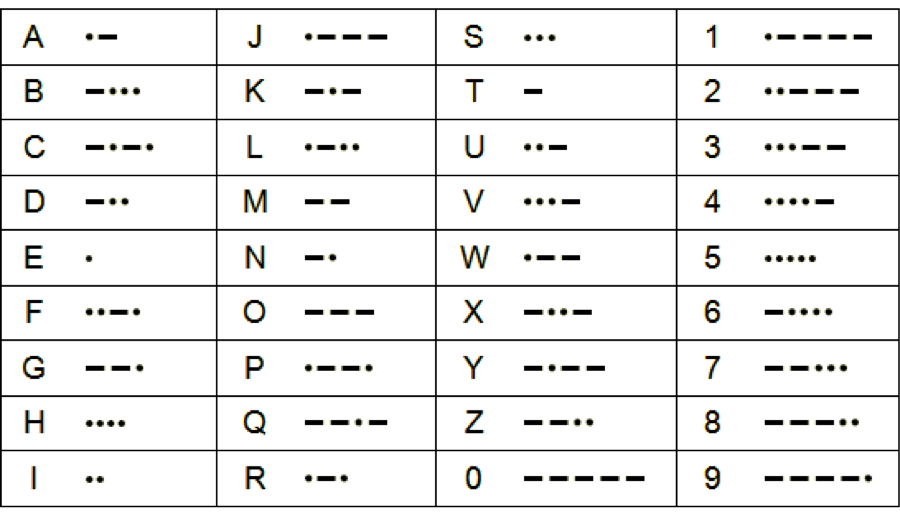 A •– J •––– S ••• 1 •––––
B –••• K –•– T – 2 ••–––
C –•–• L •–•• U ••– 3 •••––
D –•• M –– V •••– 4 ••••–
E • N –• W •–– 5 •••••
F ••–• O ––– X –••– 6 –••••
G ––• P •––• Y –•–– 7 ––•••
H •••• Q ––•– Z ––•• 8 –––••
I •• R •–• 0 ––––– 9 ––––•